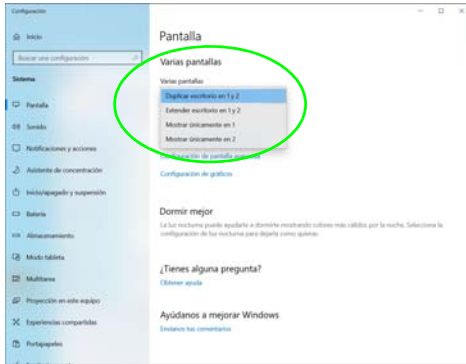 Configuración
Inicio
Buscar una configuración
Sistema
Pantalla
Sonido
Notificaciones y acciones
Asistente de concentración
Inicio/apagado y suspensión
Batería
Almacenamiento
Modo tableta
Multitarea
Proyección en este equipo
Experiencias compartidas
Portapapeles
Pantalla
Varias pantallas
Varias pantallas
Duplicar escritorio en 1 y 2
Extender escritorio en 1 y 2
Mostrar únicamente en 1
Mostrar únicamente en 2
Configuración de pantalla avanzada
Configuración de gráficos
Dormir mejor
La luz nocturna puede ayudarle a dormirte mostrando colores más cálidos por la noche. Selecciona la
configuración de luz nocturna para dejarla como quieras.
¿Tienes alguna pregunta?
Obtener ayuda
Ayúdanos a mejorar Windows
Envíanos tus comentarios